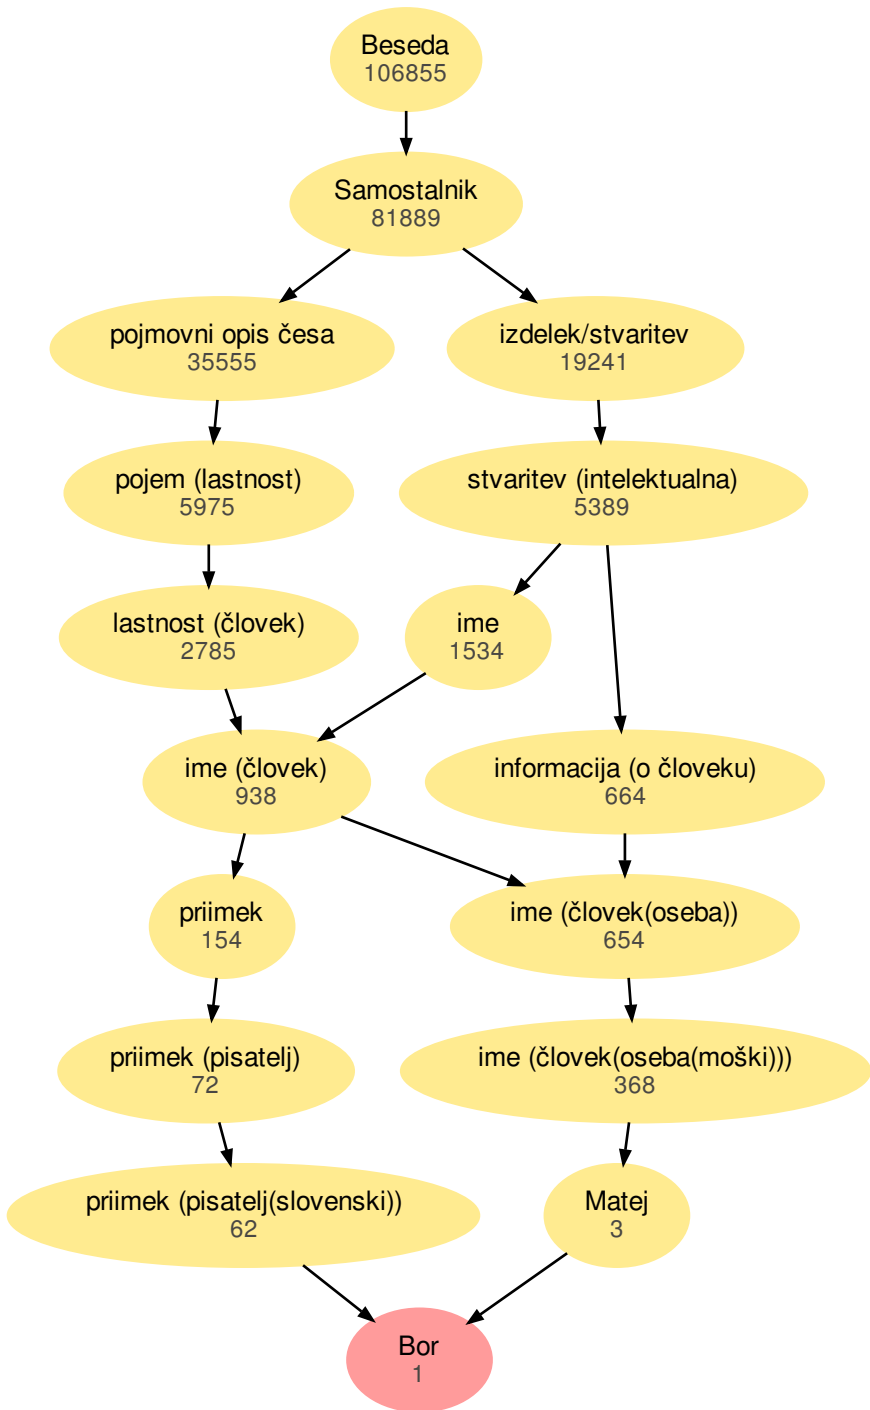 Beseda
106855
Samostalnik
81889
pojmovni opis česa
35555
izdelek/stvaritev
19241
pojem (lastnost)
5975
stvaritev (intelektualna)
5389
lastnost (človek)
2785
ime
1534
ime (človek)
938
informacija (o človeku)
664
priimek
154
ime (človek(oseba))
654
priimek (pisatelj)
72
ime (človek(oseba(moški)))
368
priimek (pisatelj(slovenski))
62
Matej
3
Bor
1